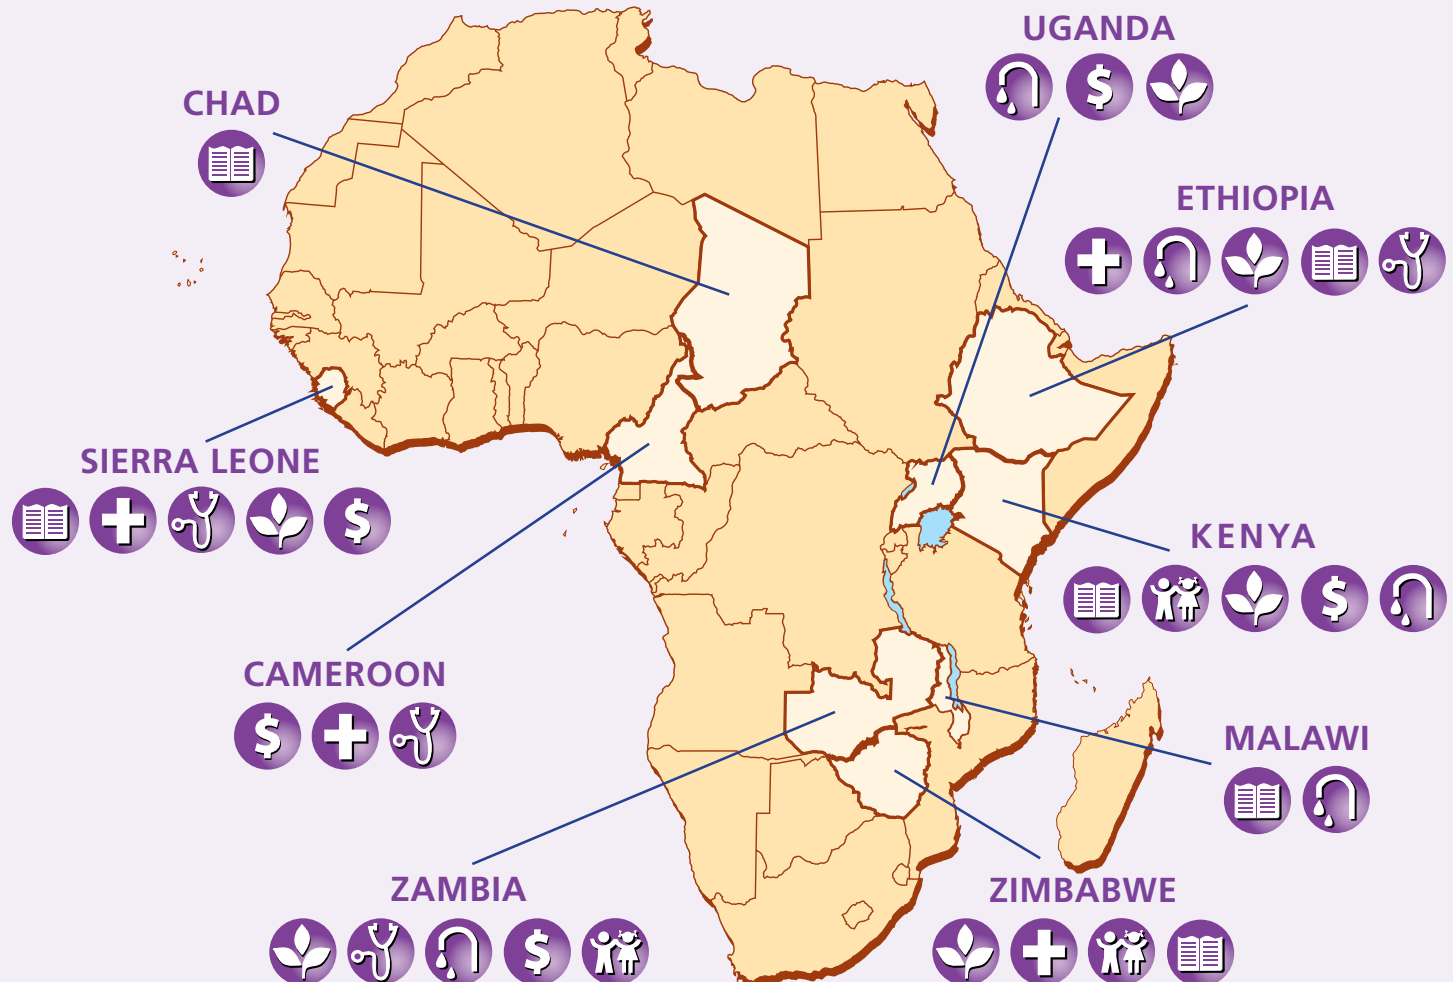 UGANDA
CHAD
ETHIOPIA
SIERRA LEONE
KENYA
CAMEROON
MALAWI
ZAMBIA
ZIMBABWE